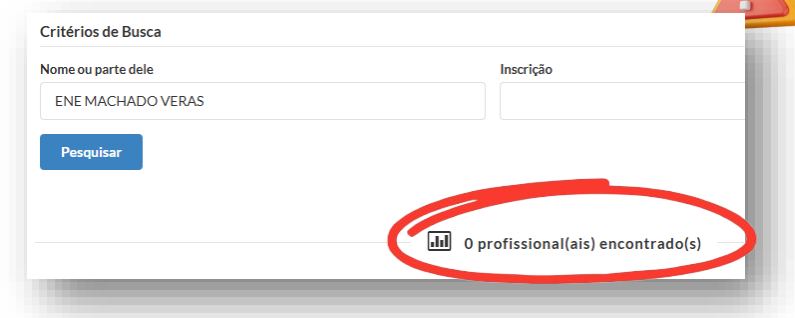 Critérios de Busca
Nome ou parte dele Inscrição
ENE MACHADO VERAS
Pesquisar
0 profissional(ais) encontrado(s)